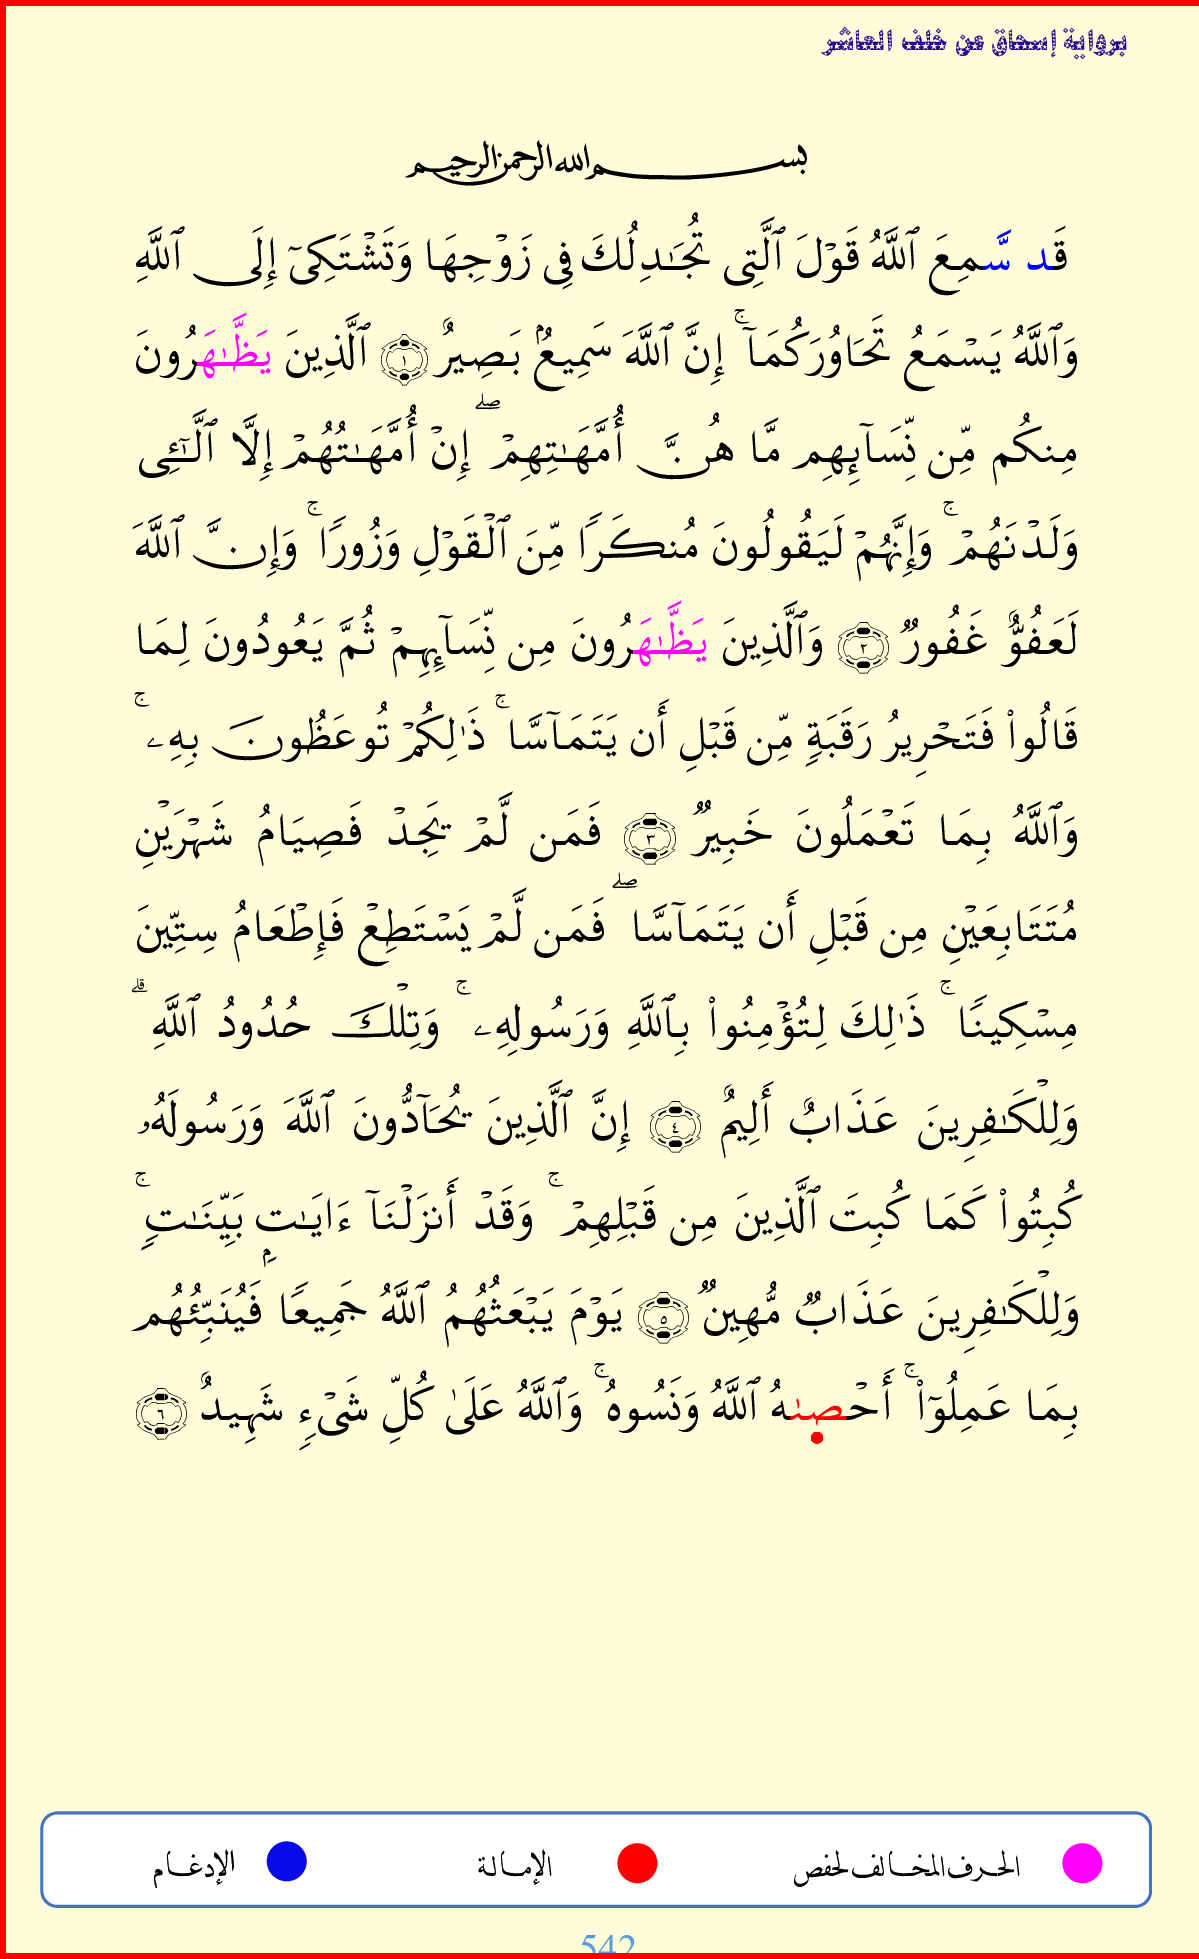 برواية إسحاق عن خلف العاشر
بسم الله الرحمن الرحيم
قَد سَّمِعَ ٱللَّهُ قَوْلَ ٱلَّتِى تُجَـٰدِلُكَ فِى زَوْجِهَا وَتَشْتَكِىٓ إِلَى ٱللَّهِ
وَٱللَّهُ يَسْمَعُ تَحَاوُرَكُمَآ ۚ إِنَّ ٱللَّهَ سَمِيعٌۢ بَصِيرٌ ١ ٱلَّذِينَ يَظَّـٰهَرُونَ
مِنكُم مِّن نِّسَآئِهِم مَّا هُنَّ أُمَّهَـٰتِهِمْ ۖ إِنْ أُمَّهَـٰتُهُمْ إِلَّا ٱلَّـٰٓـِٔى
وَلَدْنَهُمْ ۚ وَإِنَّهُمْ لَيَقُولُونَ مُنكَرًا مِّنَ ٱلْقَوْلِ وَزُورًا ۚ وَإِنَّ ٱللَّهَ
لَعَفُوٌّ غَفُورٌ ٢ وَٱلَّذِينَ يَظَّـٰهَرُونَ مِن نِّسَآئِهِمْ ثُمَّ يَعُودُونَ لِمَا
قَالُوا۟ فَتَحْرِيرُ رَقَبَةٍ مِّن قَبْلِ أَن يَتَمَآسَّا ۚ ذَٰلِكُمْ تُوعَظُونَ بِهِۦ ۚ
وَٱللَّهُ بِمَا تَعْمَلُونَ خَبِيرٌ ٣ فَمَن لَّمْ يَجِدْ فَصِيَامُ شَهْرَيْنِ
مُتَتَابِعَيْنِ مِن قَبْلِ أَن يَتَمَآسَّا ۖ فَمَن لَّمْ يَسْتَطِعْ فَإِطْعَامُ سِتِّينَ
مِسْكِينًا ۚ ذَٰلِكَ لِتُؤْمِنُوا۟ بِٱللَّهِ وَرَسُولِهِۦ ۚ وَتِلْكَ حُدُودُ ٱللَّهِ ۗ
وَلِلْكَـٰفِرِينَ عَذَابٌ أَلِيمٌ ٤ إِنَّ ٱلَّذِينَ يُحَآدُّونَ ٱللَّهَ وَرَسُولَهُۥ
كُبِتُوا۟ كَمَا كُبِتَ ٱلَّذِينَ مِن قَبْلِهِمْ ۚ وَقَدْ أَنزَلْنَآ ءَايَـٰتٍۭ بَيِّنَـٰتٍ ۚ
وَلِلْكَـٰفِرِينَ عَذَابٌ مُّهِينٌ ٥ يَوْمَ يَبْعَثُهُمُ ٱللَّهُ جَمِيعًا فَيُنَبِّئُهُم
بِمَا عَمِلُوٓا۟ ۚ أَحْصىٰهُ ٱللَّهُ وَنَسُوهُ ۚ وَٱللَّهُ عَلَىٰ كُلِّ شَىْءٍ شَهِيدٌ ٦
الحرف المخالف لحفص الإمالة الإدغام
542